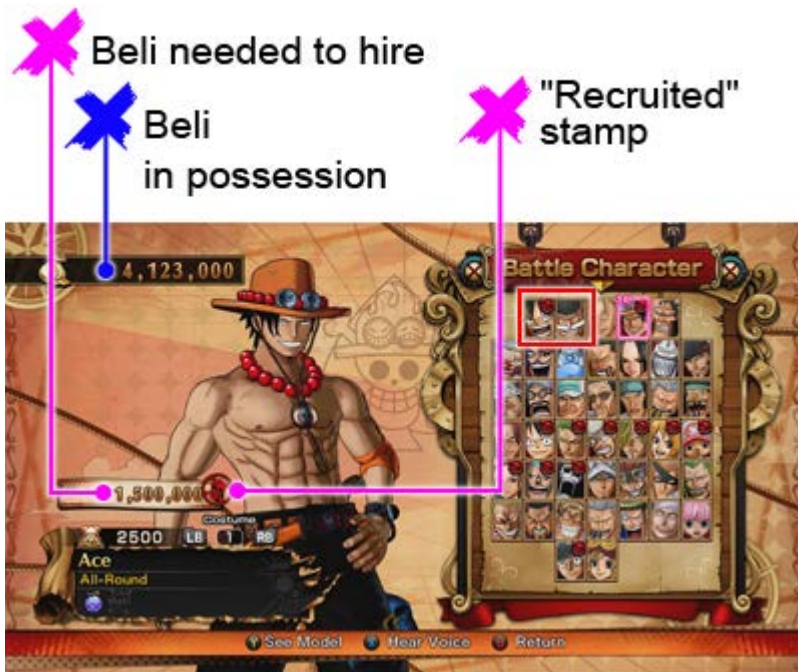 Beli needed to hire
Beli
in possession
"Recruited"
stamp
4,123,000
Battle Character
1,500,000
Costume
2500 LB 1 RB
Ace
All-Round
Y See Model X Hear Voice B Return